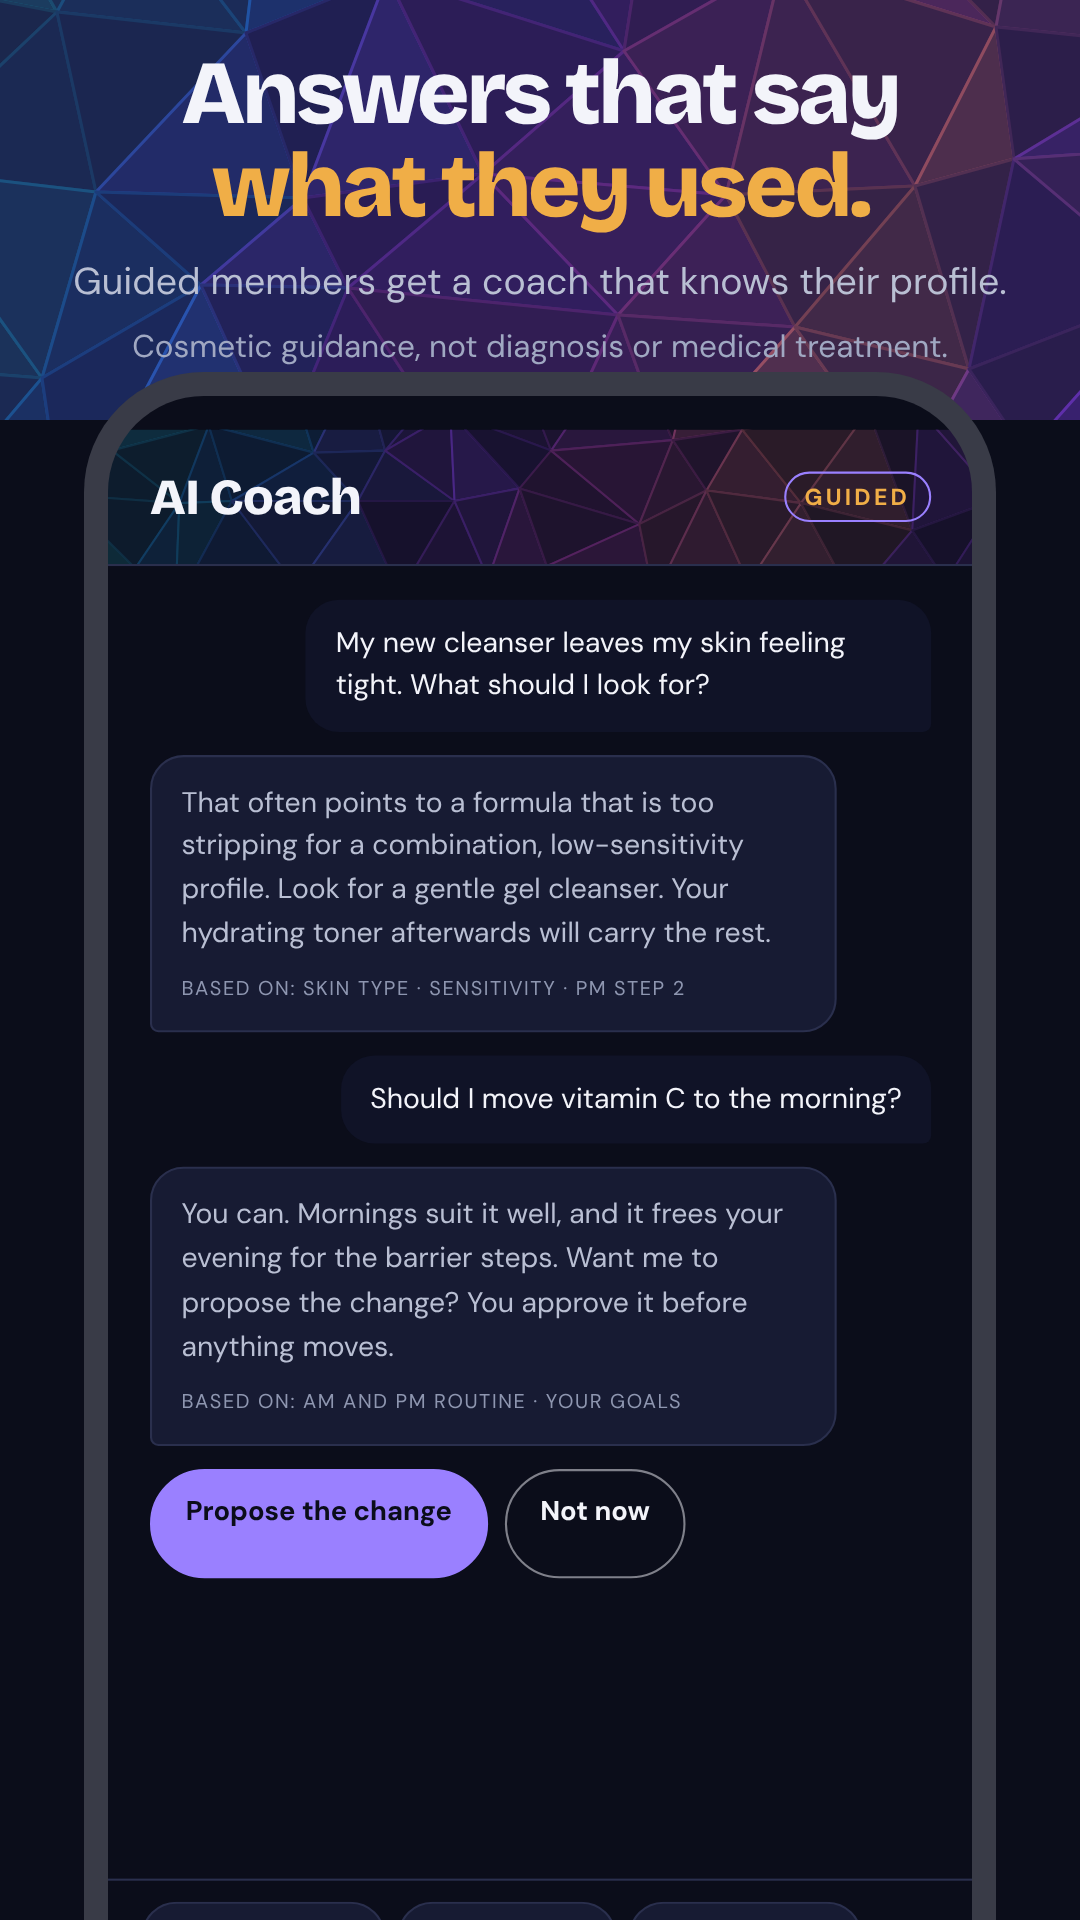 Answers that say
what they used.
Guided members get a coach that knows their profile.
Cosmetic guidance, not diagnosis or medical treatment.
AI Coach
GUIDED
My new cleanser leaves my skin feeling
tight. What should I look for?
That often points to a formula that is too
stripping for a combination, low-sensitivity
profile. Look for a gentle gel cleanser. Your
hydrating toner afterwards will carry the rest.
BASED ON: SKIN TYPE · SENSITIVITY · PM STEP 2
Should I move vitamin C to the morning?
You can. Mornings suit it well, and it frees your
evening for the barrier steps. Want me to
propose the change? You approve it before
anything moves.
BASED ON: AM AND PM ROUTINE · YOUR GOALS
Propose the change
Not now